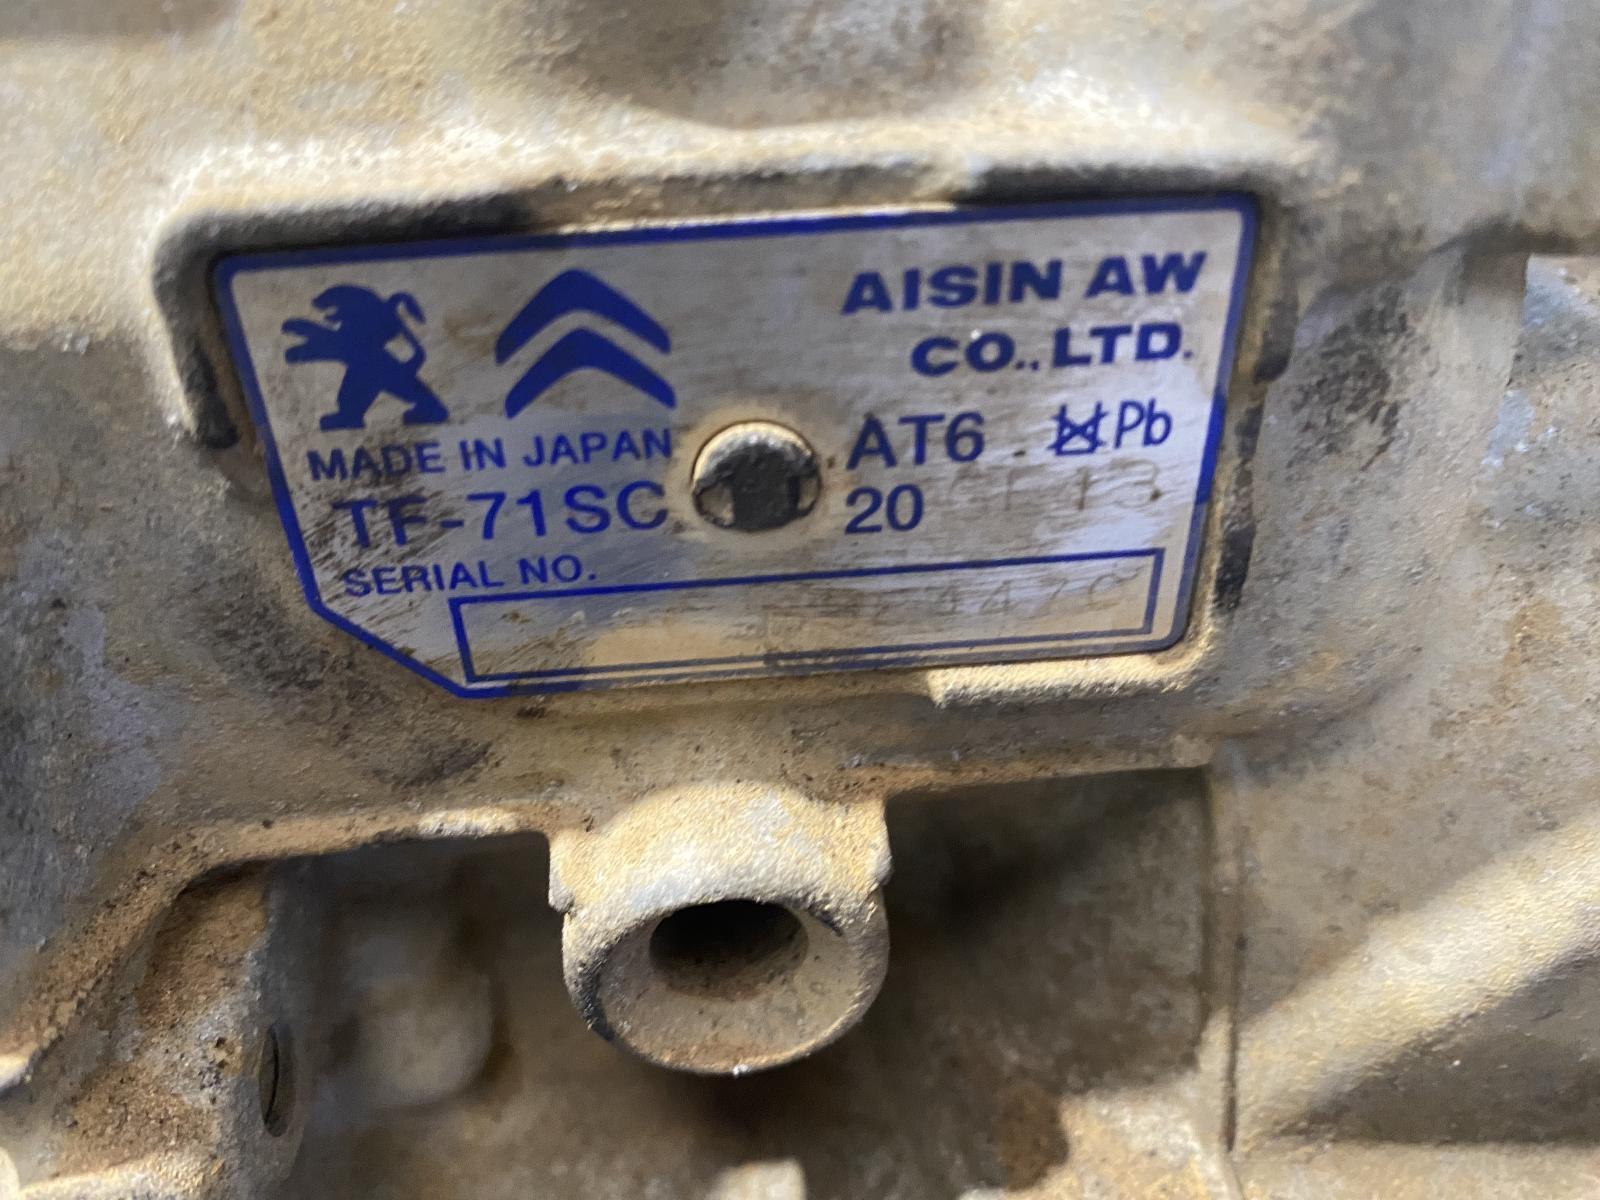 AISIN AW
CO.,LTD.
MADE IN JAPAN
AT6 Pb
TF-71SC
20
SERIAL NO.